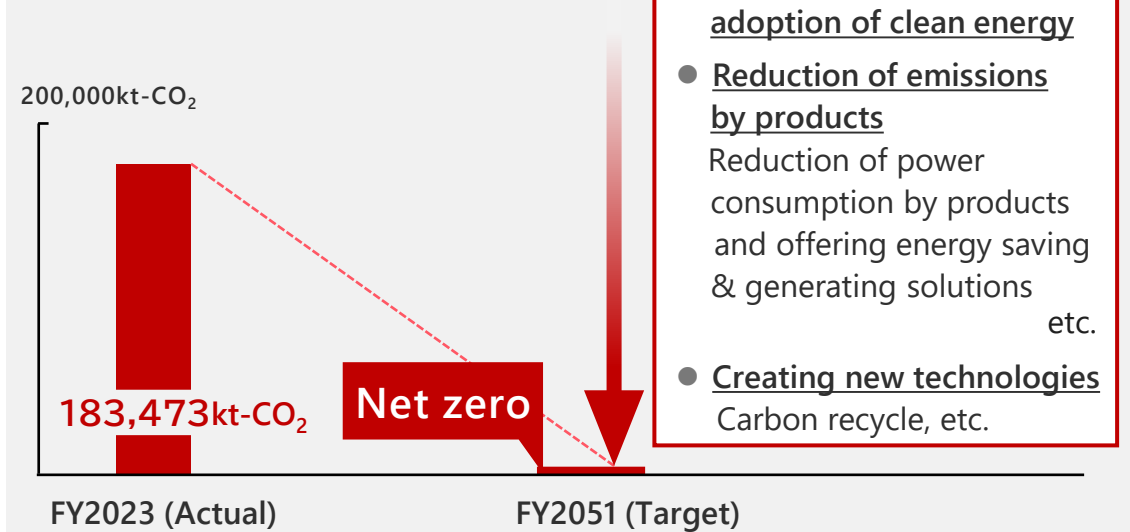 200,000kt-CO₂
183,473kt-CO₂
Net zero
FY2023 (Actual)
FY2051 (Target)
adoption of clean energy
● Reduction of emissions
by products
Reduction of power
consumption by products
and offering energy saving
& generating solutions
etc.
● Creating new technologies
Carbon recycle, etc.